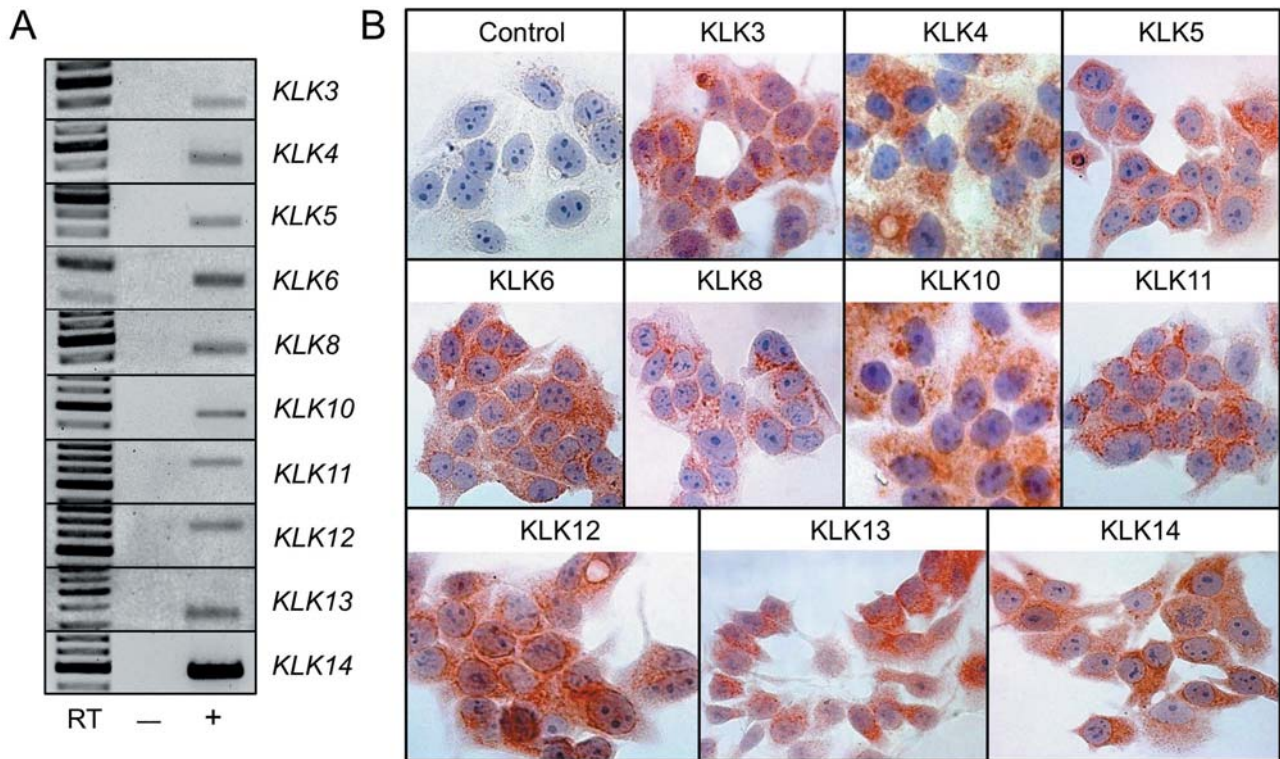 A
KLK3
KLK4
KLK5
KLK6
KLK8
KLK10
KLK11
KLK12
KLK13
KLK14
RT — +
B
Control KLK3 KLK4 KLK5
KLK6 KLK8 KLK10 KLK11
KLK12 KLK13 KLK14